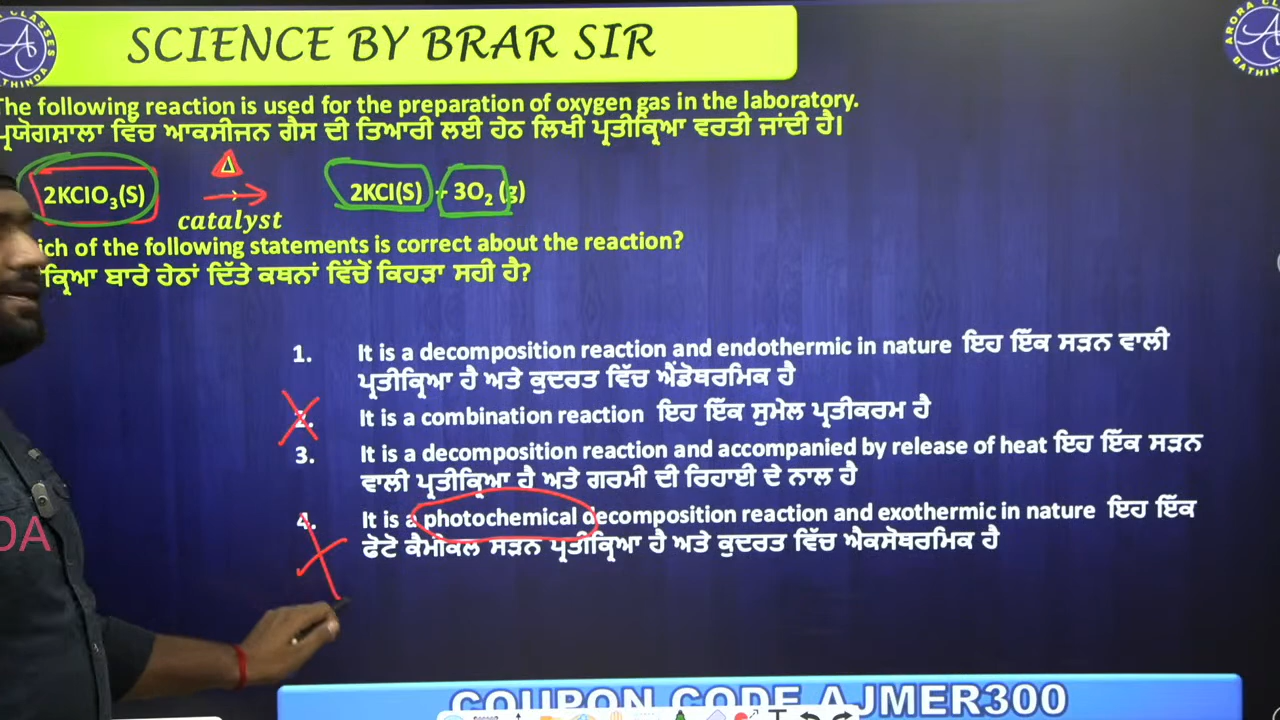 SCIENCE BY BRAR SIR
ARORA CLASSES
BATHINDA
The following reaction is used for the preparation of oxygen gas in the laboratory.
ਪ੍ਰਯੋਗਸ਼ਾਲਾ ਵਿੱਚ ਆਕਸੀਜਨ ਗੈਸ ਦੀ ਤਿਆਰੀ ਲਈ ਹੇਠ ਲਿਖੀ ਪ੍ਰਤੀਕ੍ਰਿਆ ਵਰਤੀ ਜਾਂਦੀ ਹੈ।
Δ
2KClO₃(S) → 2KCl(S) + 3O₂ (g)
catalyst
ich of the following statements is correct about the reaction?
ਕ੍ਰਿਆ ਬਾਰੇ ਹੇਠਾਂ ਦਿੱਤੇ ਕਥਨਾਂ ਵਿੱਚੋਂ ਕਿਹੜਾ ਸਹੀ ਹੈ?
1. It is a decomposition reaction and endothermic in nature ਇਹ ਇੱਕ ਸੜਨ ਵਾਲੀ
ਪ੍ਰਤੀਕ੍ਰਿਆ ਹੈ ਅਤੇ ਕੁਦਰਤ ਵਿੱਚ ਐਂਡੋਥਰਮਿਕ ਹੈ
2. It is a combination reaction ਇਹ ਇੱਕ ਸੁਮੇਲ ਪ੍ਰਤੀਕਰਮ ਹੈ
3. It is a decomposition reaction and accompanied by release of heat ਇਹ ਇੱਕ ਸੜਨ
ਵਾਲੀ ਪ੍ਰਤੀਕ੍ਰਿਆ ਹੈ ਅਤੇ ਗਰਮੀ ਦੀ ਰਿਹਾਈ ਦੇ ਨਾਲ ਹੈ
4. It is a photochemical decomposition reaction and exothermic in nature ਇਹ ਇੱਕ
ਫੋਟੋ ਕੈਮੀਕਲ ਸੜਨ ਪ੍ਰਤੀਕ੍ਰਿਆ ਹੈ ਅਤੇ ਕੁਦਰਤ ਵਿੱਚ ਐਕਸੋਥਰਮਿਕ ਹੈ
DA
COUPON CODE AJMER300